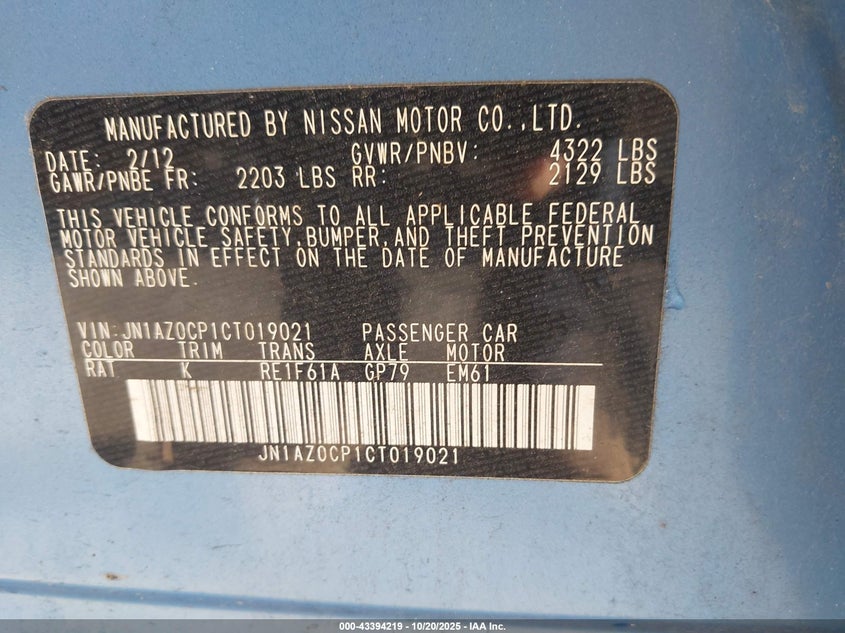 MANUFACTURED BY NISSAN MOTOR CO.,LTD.
DATE: 2/12 GVWR/PNBV: 4322 LBS
GAWR/PNBE FR: 2203 LBS RR: 2129 LBS
THIS VEHICLE CONFORMS TO ALL APPLICABLE FEDERAL
MOTOR VEHICLE SAFETY,BUMPER,AND THEFT PREVENTION
STANDARDS IN EFFECT ON THE DATE OF MANUFACTURE
SHOWN ABOVE.
VIN:JN1AZ0CP1CT019021 PASSENGER CAR
COLOR TRIM TRANS AXLE MOTOR
RAT K RE1F61A GP79 EM61
JN1AZ0CP1CT019021
000-43394219 - 10/20/2025 - IAA Inc.